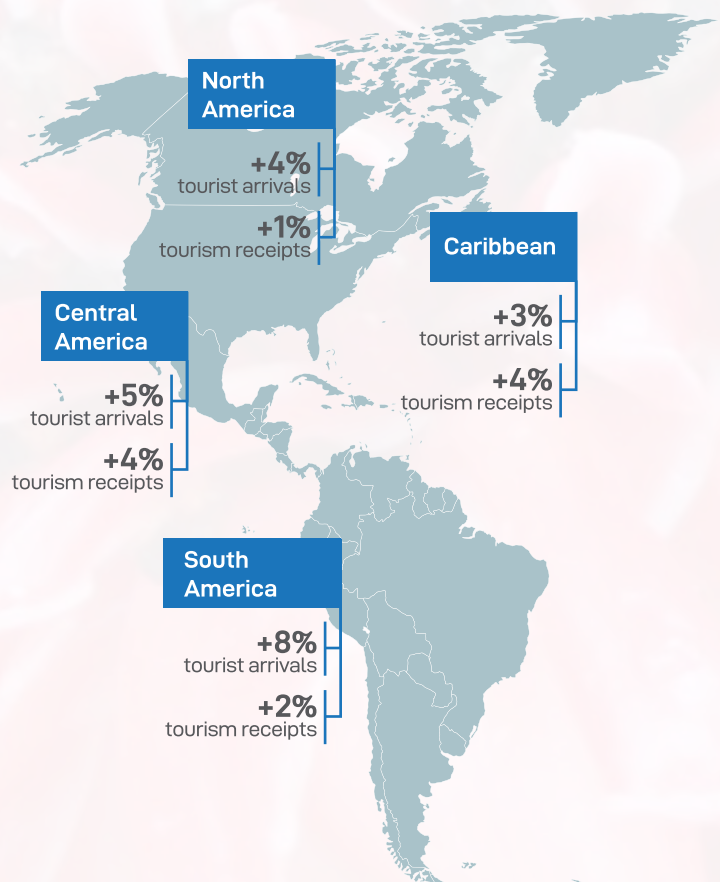 North
America
+4%
tourist arrivals
+1%
tourism receipts
Caribbean
+3%
tourist arrivals
+4%
tourism receipts
Central
America
+5%
tourist arrivals
+4%
tourism receipts
South
America
+8%
tourist arrivals
+2%
tourism receipts